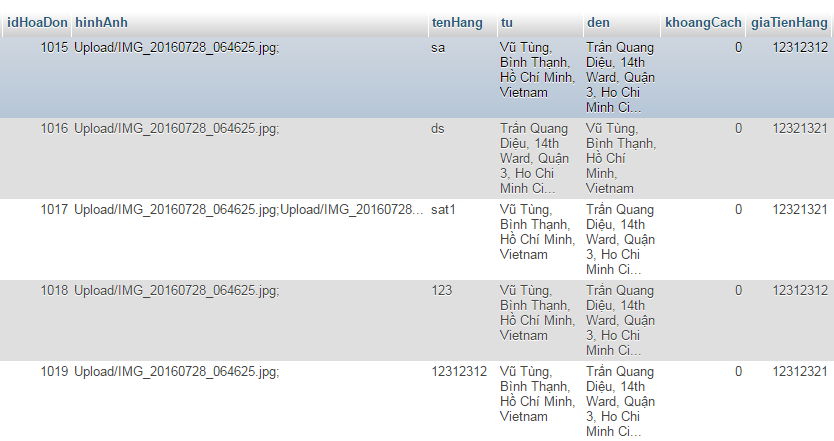 idHoaDon hinhAnh tenHang tu den khoangCach giaTienHang
1015 Upload/IMG_20160728_064625.jpg; sa Vũ Tùng, Trần Quang 0 12312312
Bình Thạnh, Diệu, 14th
Hồ Chí Minh, Ward, Quận
Vietnam 3, Ho Chi
Minh Ci...
1016 Upload/IMG_20160728_064625.jpg; ds Trần Quang Vũ Tùng, 0 12321321
Diệu, 14th Bình Thạnh,
Ward, Quận Hồ Chí
3, Ho Chi Minh,
Minh Ci... Vietnam
1017 Upload/IMG_20160728_064625.jpg;Upload/IMG_20160728... sat1 Vũ Tùng, Trần Quang 0 12321321
Bình Thạnh, Diệu, 14th
Hồ Chí Minh, Ward, Quận
Vietnam 3, Ho Chi
Minh Ci...
1018 Upload/IMG_20160728_064625.jpg; 123 Vũ Tùng, Trần Quang 0 12312312
Bình Thạnh, Diệu, 14th
Hồ Chí Minh, Ward, Quận
Vietnam 3, Ho Chi
Minh Ci...
1019 Upload/IMG_20160728_064625.jpg; 12312312 Vũ Tùng, Trần Quang 0 12312321
Bình Thạnh, Diệu, 14th
Hồ Chí Minh, Ward, Quận
Vietnam 3, Ho Chi
Minh Ci...